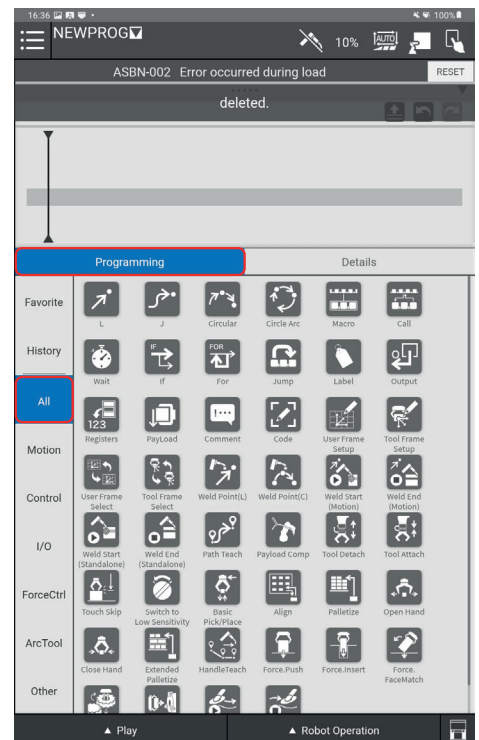 16:36
100%
NEWPROG
10%
AUTO
ASBN-002 Error occurred during load
RESET
deleted.
Programming
Details
Favorite
History
All
Motion
Control
I/O
ForceCtrl
ArcTool
Other
L
J
Circular
Circle Arc
Macro
Call
IF
FOR
Wait
If
For
Jump
Label
Output
123
Registers
PayLoad
Comment
Code
User Frame
Setup
Tool Frame
Setup
User Frame
Select
Tool Frame
Select
Weld Point(L)
Weld Point(C)
Weld Start
(Motion)
Weld End
(Motion)
Weld Start
(Standalone)
Weld End
(Standalone)
Path Teach
Payload Comp
Tool Detach
Tool Attach
Touch Skip
Switch to
Low Sensitivity
Basic
Pick/Place
Align
Palletize
Open Hand
Close Hand
Extended
Palletize
HandleTeach
Force.Push
Force.Insert
Force.
FaceMatch
▲ Play
▲ Robot Operation